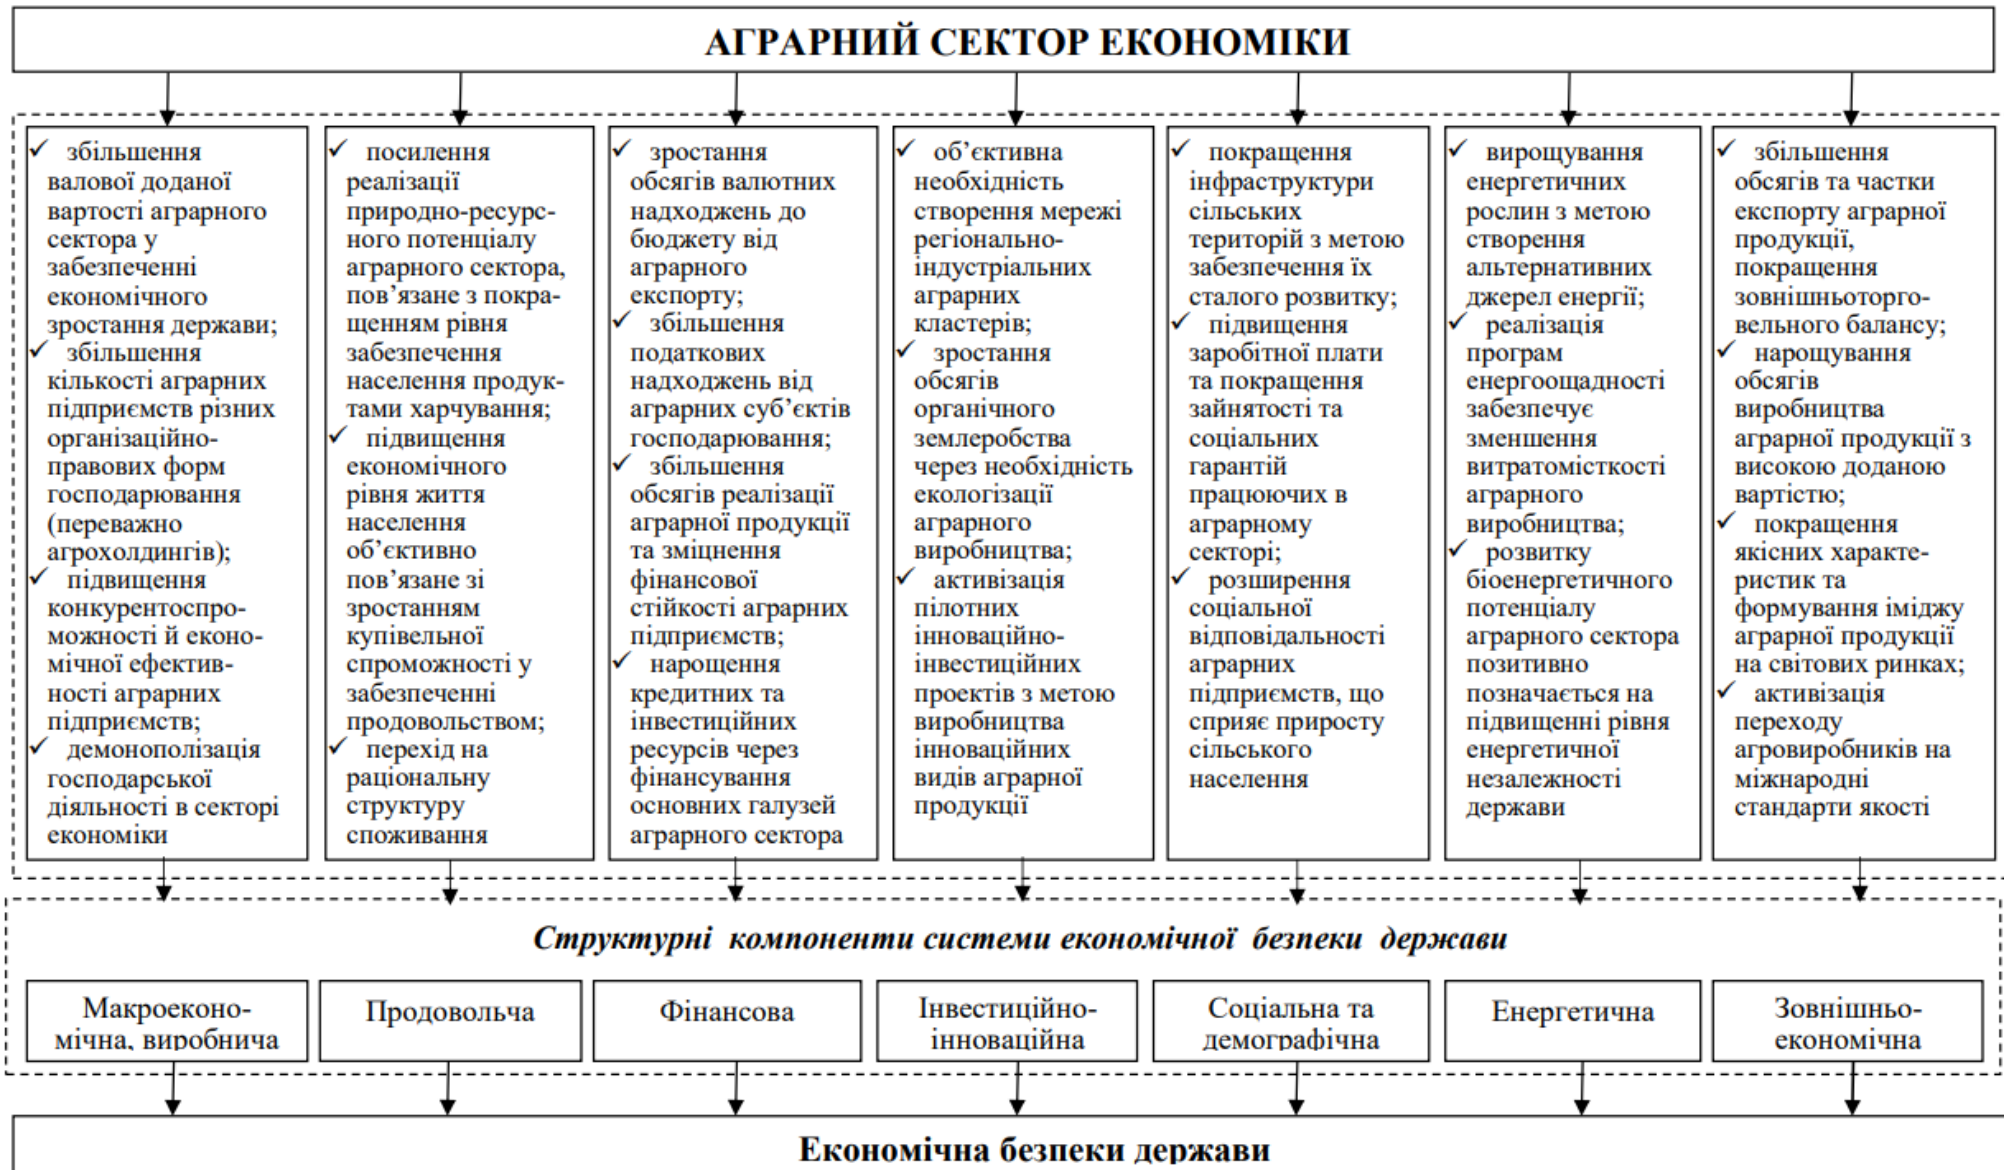 АГРАРНИЙ СЕКТОР ЕКОНОМІКИ
✓ збільшення
валової доданої
вартості аграрного
сектора у
забезпеченні
економічного
зростання держави;
✓ збільшення
кількості аграрних
підприємств різних
організаційно-
правових форм
господарювання
(переважно
агрохолдингів);
✓ підвищення
конкурентоспро-
можності й еконо-
мічної ефектив-
ності аграрних
підприємств;
✓ демонополізація
господарської
діяльності в секторі
економіки
✓ посилення
реалізації
природно-ресурс-
ного потенціалу
аграрного сектора,
пов’язане з покра-
щенням рівня
забезпечення
населення продук-
тами харчування;
✓ підвищення
економічного
рівня життя
населення
об’єктивно
пов’язане зі
зростанням
купівельної
спроможності у
забезпеченні
продовольством;
✓ перехід на
раціональну
структуру
споживання
✓ зростання
обсягів валютних
надходжень до
бюджету від
аграрного
експорту;
✓ збільшення
податкових
надходжень від
аграрних суб’єктів
господарювання;
✓ збільшення
обсягів реалізації
аграрної продукції
та зміцнення
фінансової
стійкості аграрних
підприємств;
✓ нарощення
кредитних та
інвестиційних
ресурсів через
фінансування
основних галузей
аграрного сектора
✓ об’єктивна
необхідність
створення мережі
регіонально-
індустріальних
аграрних
кластерів;
✓ зростання
обсягів
органічного
землеробства
через необхідність
екологізації
аграрного
виробництва;
✓ активізація
пілотних
інноваційно-
інвестиційних
проектів з метою
виробництва
інноваційних
видів аграрної
продукції
✓ покращення
інфраструктури
сільських
територій з метою
забезпечення їх
сталого розвитку;
✓ підвищення
заробітної плати
та покращення
зайнятості та
соціальних
гарантій
працюючих в
аграрному
секторі;
✓ розширення
соціальної
відповідальності
аграрних
підприємств, що
сприяє приросту
сільського
населення
✓ вирощування
енергетичних
рослин з метою
створення
альтернативних
джерел енергії;
✓ реалізація
програм
енергоощадності
забезпечує
зменшення
витратомісткості
аграрного
виробництва;
✓ розвитку
біоенергетичного
потенціалу
аграрного сектора
позитивно
позначається на
підвищенні рівня
енергетичної
незалежності
держави
✓ збільшення
обсягів та частки
експорту аграрної
продукції,
покращення
зовнішньоторго-
вельного балансу;
✓ нарощування
обсягів
виробництва
аграрної продукції з
високою доданою
вартістю;
✓ покращення
якісних характе-
ристик та
формування іміджу
аграрної продукції
на світових ринках;
✓ активізація
переходу
агровиробників на
міжнародні
стандарти якості
Структурні компоненти системи економічної безпеки держави
Макроеконо-
мічна, виробнича
Продовольча
Фінансова
Інвестиційно-
інноваційна
Соціальна та
демографічна
Енергетична
Зовнішньо-
економічна
Економічна безпеки держави